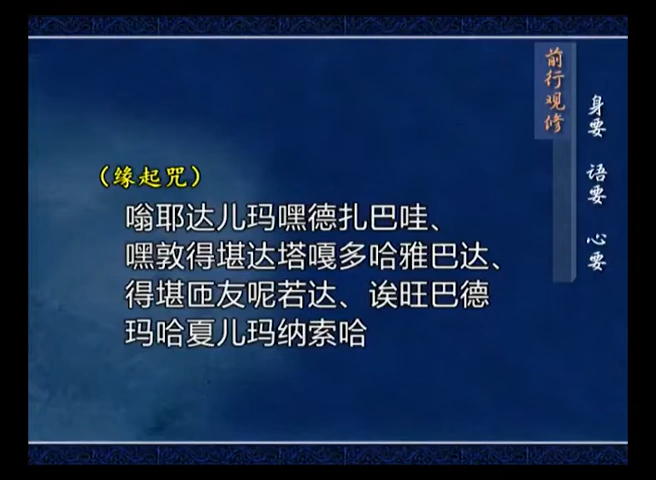 前行观修
身要 语要 心要
（缘起咒）
嗡耶达儿玛嘿德扎巴哇、
嘿敦得堪达塔嘎多哈雅巴达、
得堪匝友呢若达、诶旺巴德
玛哈夏儿玛纳索哈